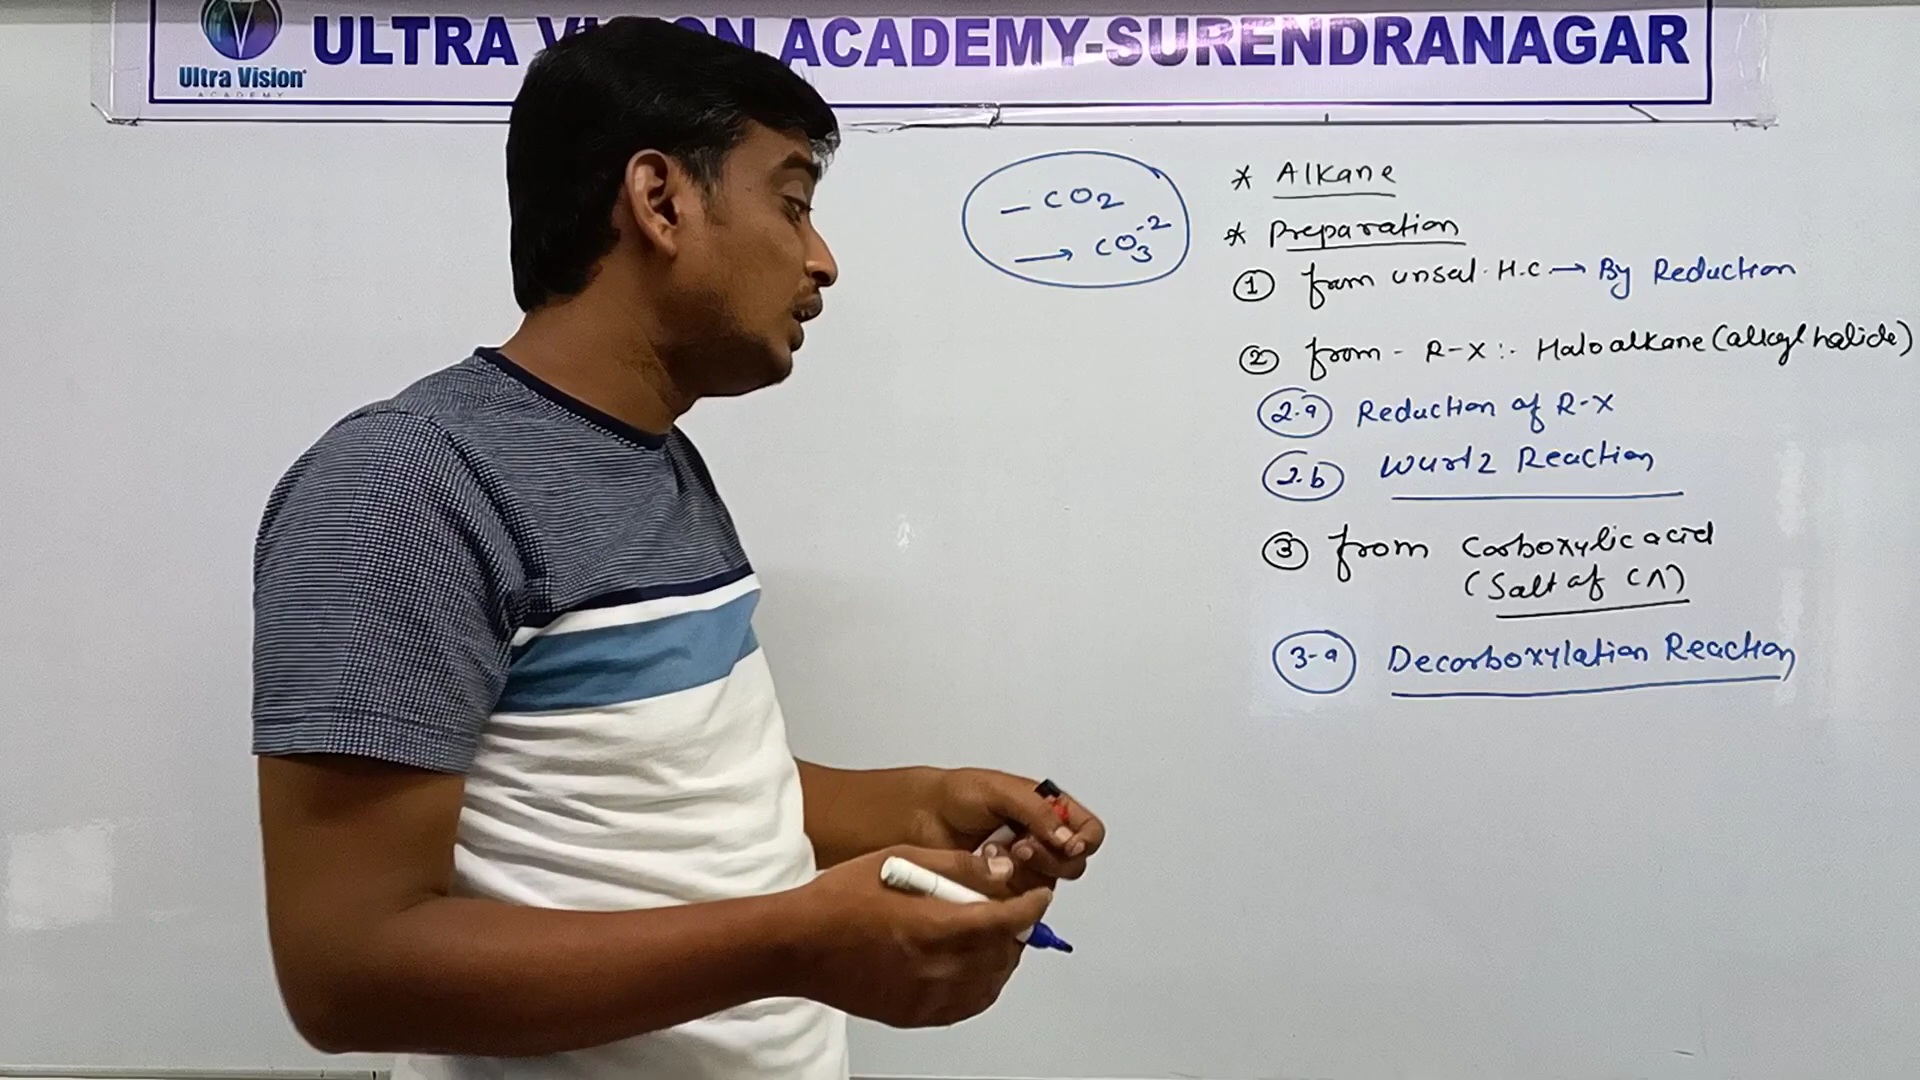 ULTRA VISION ACADEMY-SURENDRANAGAR
Ultra Vision
ACADEMY
- CO2
→ CO3-2
* Alkane
* Preparation
① from unsat. H.C → By Reduction
② from - R-X :- Haloalkane (alkyl halide)
2.a Reduction of R-X
2.b Wurtz Reaction
③ from Carboxylic acid
(Salt of CA)
3-a Decarboxylation Reaction